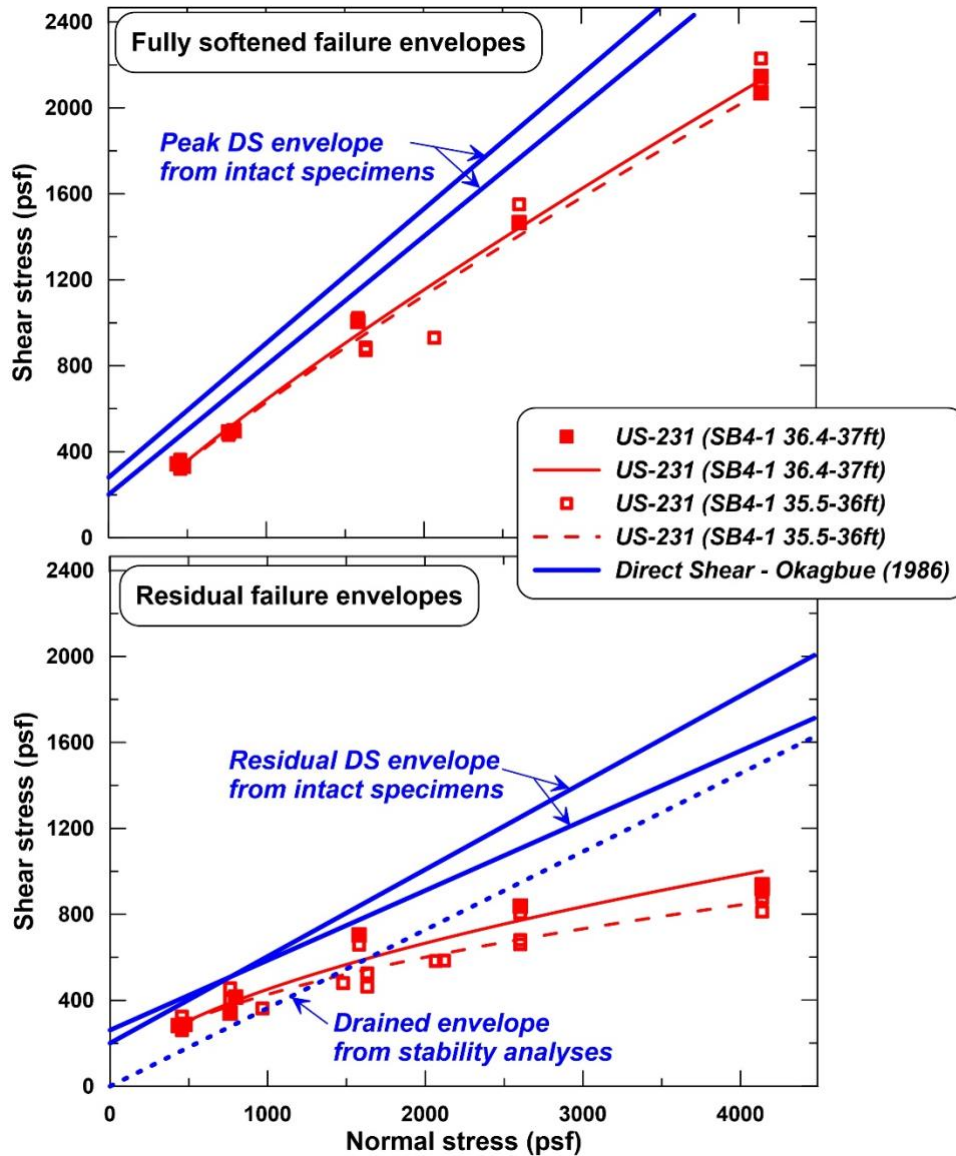 Fully softened failure envelopes
Peak DS envelope
from intact specimens
Shear stress (psf)
2400
2000
1600
1200
800
400
0
US-231 (SB4-1 36.4-37ft)
US-231 (SB4-1 36.4-37ft)
US-231 (SB4-1 35.5-36ft)
US-231 (SB4-1 35.5-36ft)
Direct Shear - Okagbue (1986)
Residual failure envelopes
Residual DS envelope
from intact specimens
Drained envelope
from stability analyses
Shear stress (psf)
2400
2000
1600
1200
800
400
0
0 1000 2000 3000 4000
Normal stress (psf)